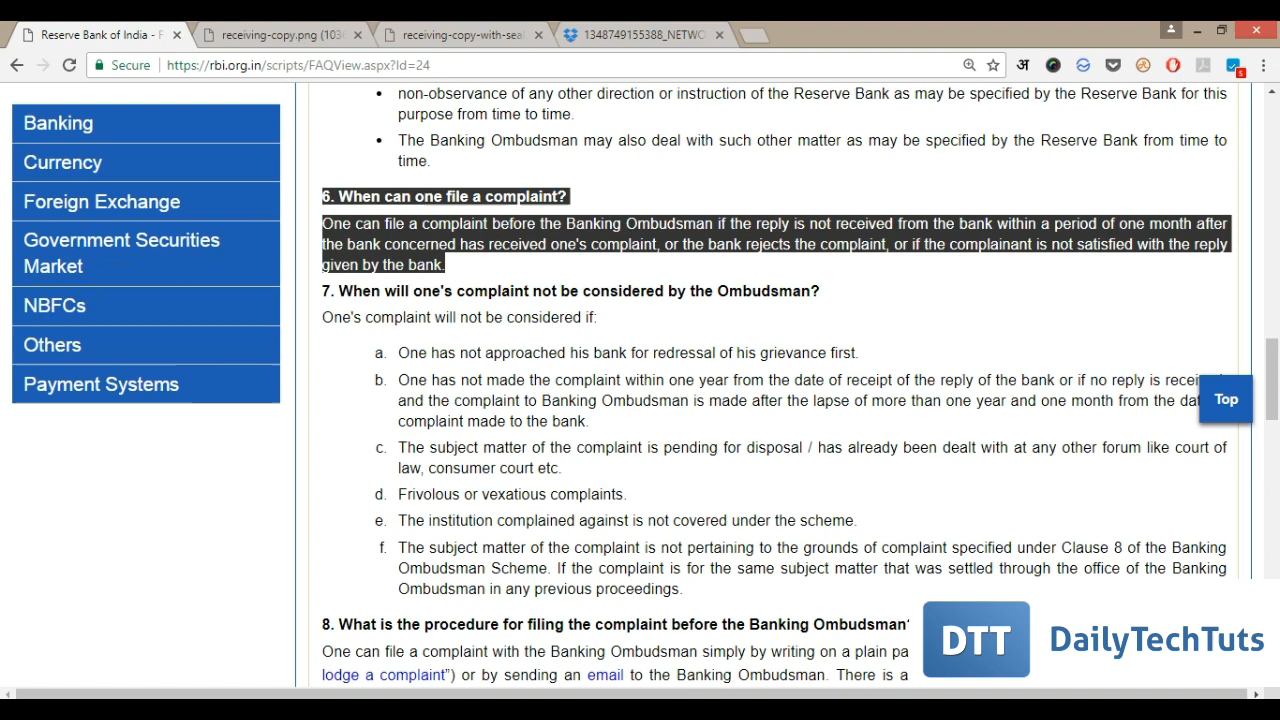 Reserve Bank of India - F
receiving-copy.png (103
receiving-copy-with-sea
1348749155388_NETWO
Secure
https://rbi.org.in/scripts/FAQView.aspx?Id=24
अ
5
Banking
Currency
Foreign Exchange
Government Securities
Market
NBFCs
Others
Payment Systems
• non-observance of any other direction or instruction of the Reserve Bank as may be specified by the Reserve Bank for this
purpose from time to time.
• The Banking Ombudsman may also deal with such other matter as may be specified by the Reserve Bank from time to
time.
6. When can one file a complaint?
One can file a complaint before the Banking Ombudsman if the reply is not received from the bank within a period of one month after
the bank concerned has received one's complaint, or the bank rejects the complaint, or if the complainant is not satisfied with the reply
given by the bank.
7. When will one's complaint not be considered by the Ombudsman?
One's complaint will not be considered if:
a. One has not approached his bank for redressal of his grievance first.
b. One has not made the complaint within one year from the date of receipt of the reply of the bank or if no reply is recei
and the complaint to Banking Ombudsman is made after the lapse of more than one year and one month from the dat
complaint made to the bank.
c. The subject matter of the complaint is pending for disposal / has already been dealt with at any other forum like court of
law, consumer court etc.
d. Frivolous or vexatious complaints.
e. The institution complained against is not covered under the scheme.
f. The subject matter of the complaint is not pertaining to the grounds of complaint specified under Clause 8 of the Banking
Ombudsman Scheme. If the complaint is for the same subject matter that was settled through the office of the Banking
Ombudsman in any previous proceedings.
8. What is the procedure for filing the complaint before the Banking Ombudsman
One can file a complaint with the Banking Ombudsman simply by writing on a plain pa
lodge a complaint") or by sending an email to the Banking Ombudsman. There is a
Top
DTT DailyTechTuts